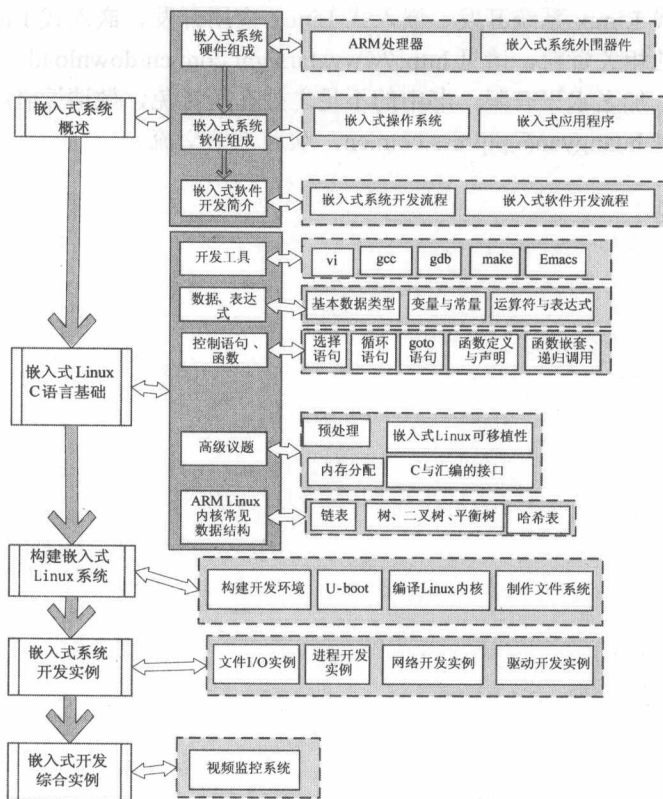 嵌入式系统
硬件组成
ARM处理器
嵌入式系统外围器件
嵌入式系统
概述
嵌入式系统
软件组成
嵌入式操作系统
嵌入式应用程序
嵌入式软件
开发简介
嵌入式系统开发流程
嵌入式软件开发流程
开发工具
vi
gcc
gdb
make
Emacs
数据、表达
式
基本数据类型
变量与常量
运算符与表达式
嵌入式Linux
C语言基础
控制语句、
函数
选择
语句
循环
语句
goto
语句
函数定义
与声明
函数嵌套、
递归调用
高级议题
预处理
嵌入式Linux可移植性
内存分配
C与汇编的接口
ARM Linux
内核常见
数据结构
链表
树、二叉树、平衡树
哈希表
构建嵌入式
Linux系统
构建开发环境
U-boot
编译Linux内核
制作文件系统
嵌入式系统
开发实例
文件I/O实例
进程开发
实例
网络开发实例
驱动开发实例
嵌入式开发
综合实例
视频监控系统